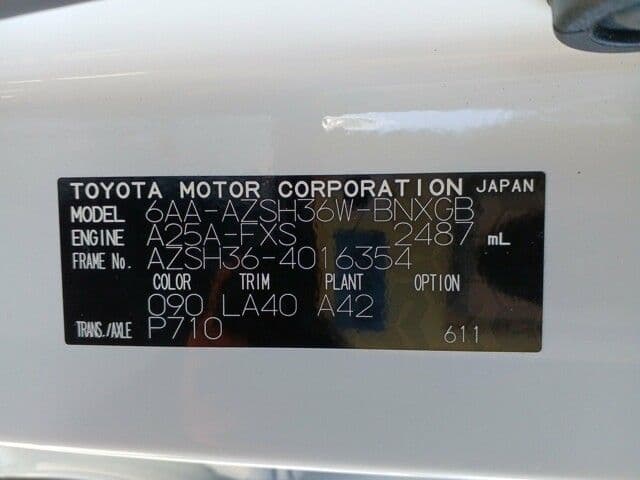 TOYOTA MOTOR CORPORATION JAPAN
MODEL 6AA-AZSH36W-BNXGB
ENGINE A25A-FXS 2487 mL
FRAME No. AZSH36-4016354
COLOR TRIM PLANT OPTION
090 LA40 A42
TRANS./AXLE P710 611